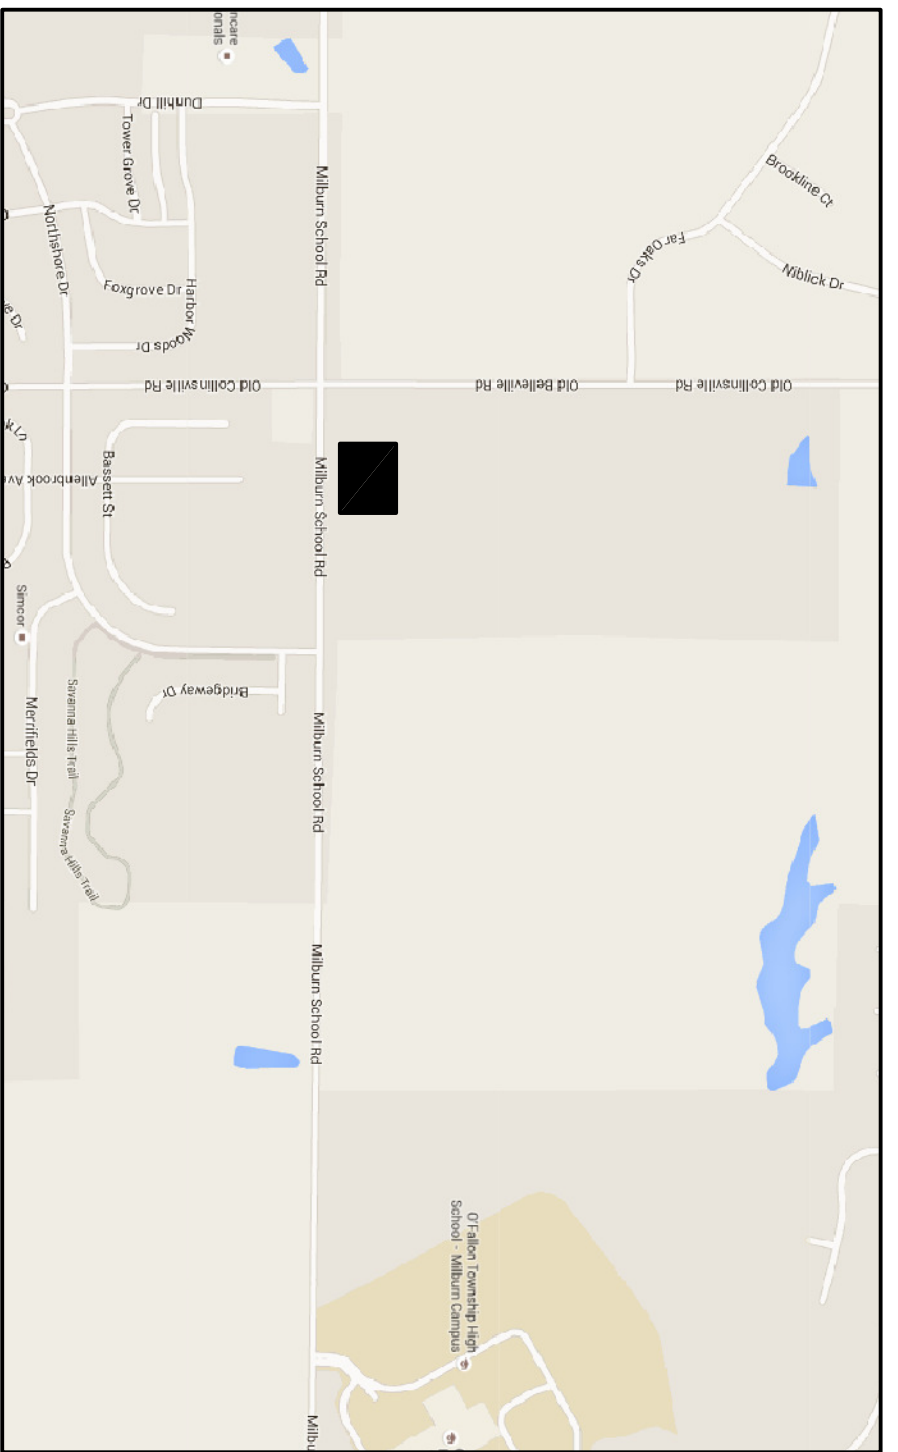 Dunhill Dr
Tower Grove Dr
Milburn School Rd
Brookline Ct
Northshore Dr
Far Oaks Dr
Niblick Dr
Foxgrove Dr
Harbor Woods Dr
Old Collinsville Rd
Old Belleville Rd
Old Collinsville Rd
Allenbrook Ave
Bassett St
Milburn School Rd
Simcor
Bridgeway Dr
Savanna Hills Trail
Merrifields Dr
Milburn School Rd
Savanna Hills Trail
Milburn School Rd
O'Fallon Township High
School - Milburn Campus
Milbu